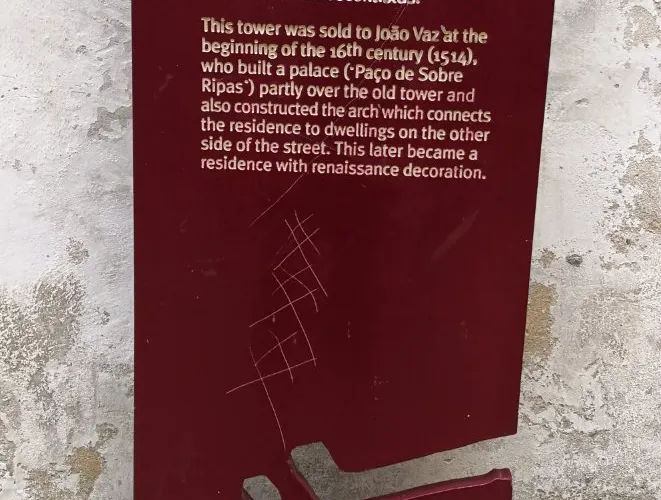 This tower was sold to João Vaz at the
beginning of the 16th century (1514),
who built a palace ("Paço de Sobre
Ripas") partly over the old tower and
also constructed the arch which connects
the residence to dwellings on the other
side of the street. This later became a
residence with renaissance decoration.